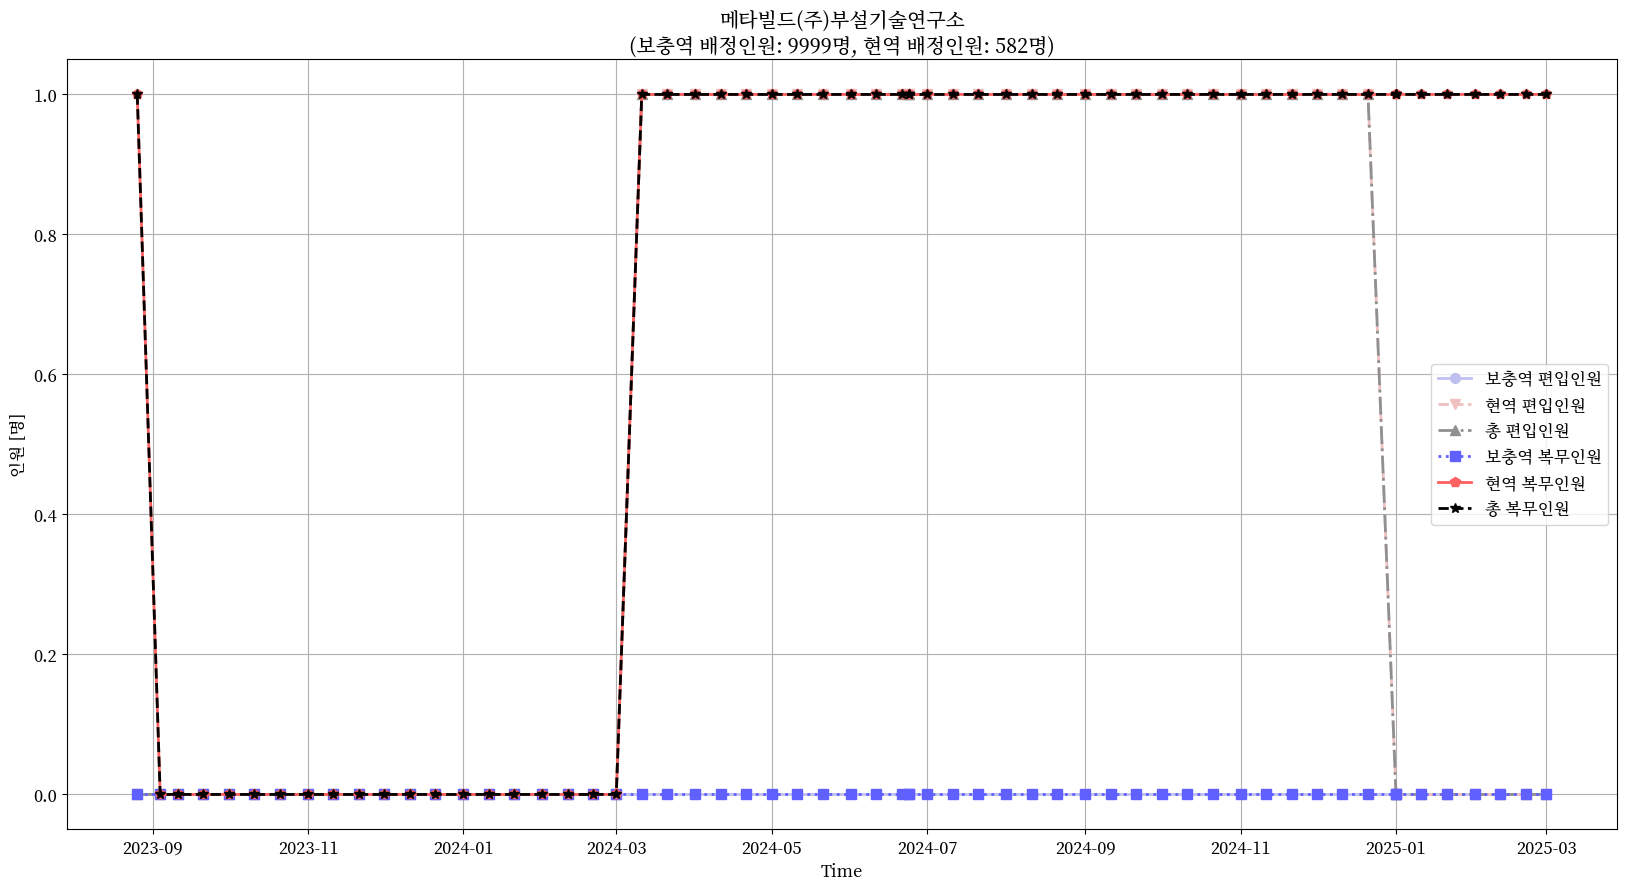 메타빌드(주)부설기술연구소
(보충역 배정인원: 9999명, 현역 배정인원: 582명)
인원 [명]
1.0
0.8
0.6
0.4
0.2
0.0
보충역 편입인원
현역 편입인원
총 편입인원
보충역 복무인원
현역 복무인원
총 복무인원
2023-09
2023-11
2024-01
2024-03
2024-05
2024-07
2024-09
2024-11
2025-01
2025-03
Time